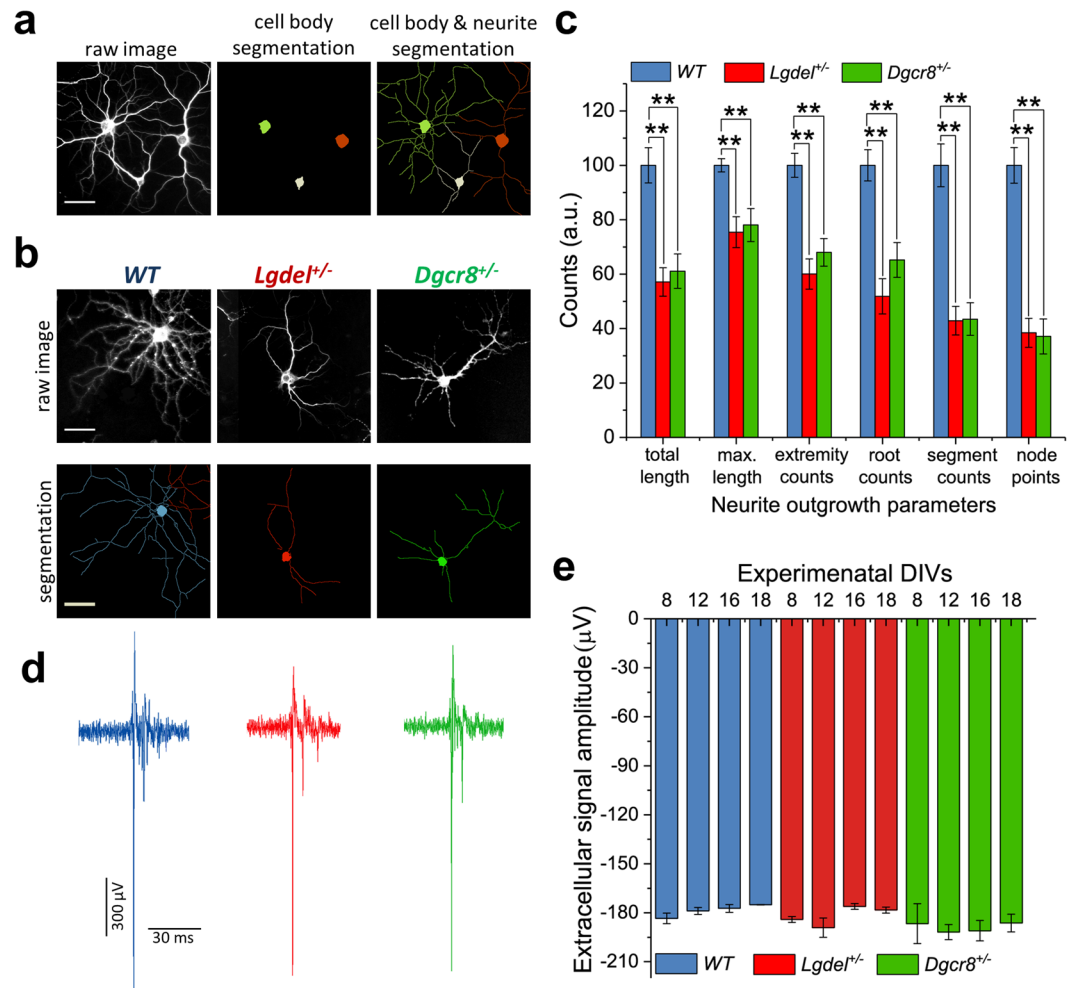 a
raw image
cell body
segmentation
cell body & neurite
segmentation
b
WT
Lgdel+/-
Dgcr8+/-
raw image
segmentation
c
WT
Lgdel+/-
Dgcr8+/-
Counts (a.u.)
120
100
80
60
40
20
0
** ** ** ** ** **
** ** ** ** ** **
total
length
max.
length
extremity
counts
root
counts
segment
counts
node
points
Neurite outgrowth parameters
d
300 µV
30 ms
e
Experimenatal DIVs
8 12 16 18 8 12 16 18 8 12 16 18
Extracellular signal amplitude(µV)
0
-30
-60
-90
-120
-150
-180
-210
WT
Lgdel+/-
Dgcr8+/-